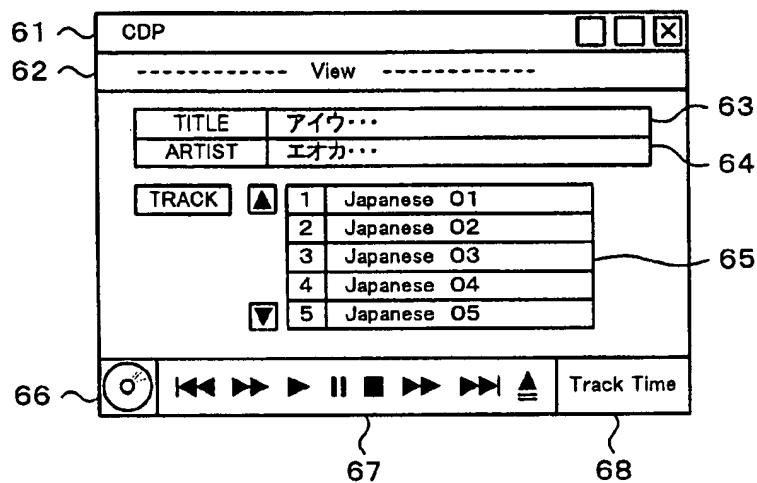 61 CDP
62 ------------ View ------------
TITLE アイウ・・・ 63
ARTIST エオカ・・・ 64
TRACK ▲ 1 Japanese 01
2 Japanese 02
3 Japanese 03 65
4 Japanese 04
▼ 5 Japanese 05
66 Track Time
67 68